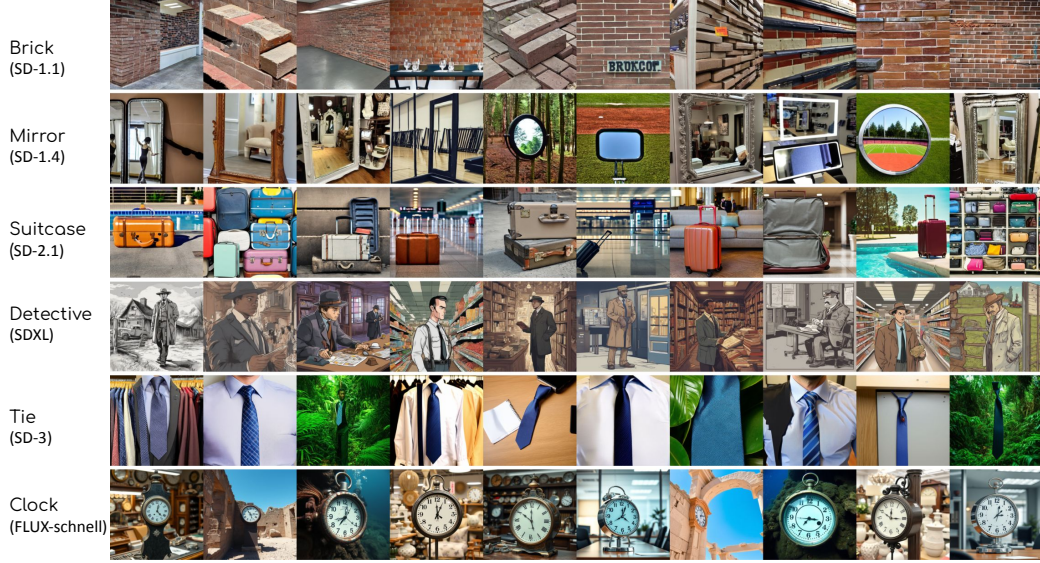 Brick
(SD-1.1)
BRUKCOP
Mirror
(SD-1.4)
Suitcase
(SD-2.1)
Detective
(SDXL)
Tie
(SD-3)
Clock
(FLUX-schnell)